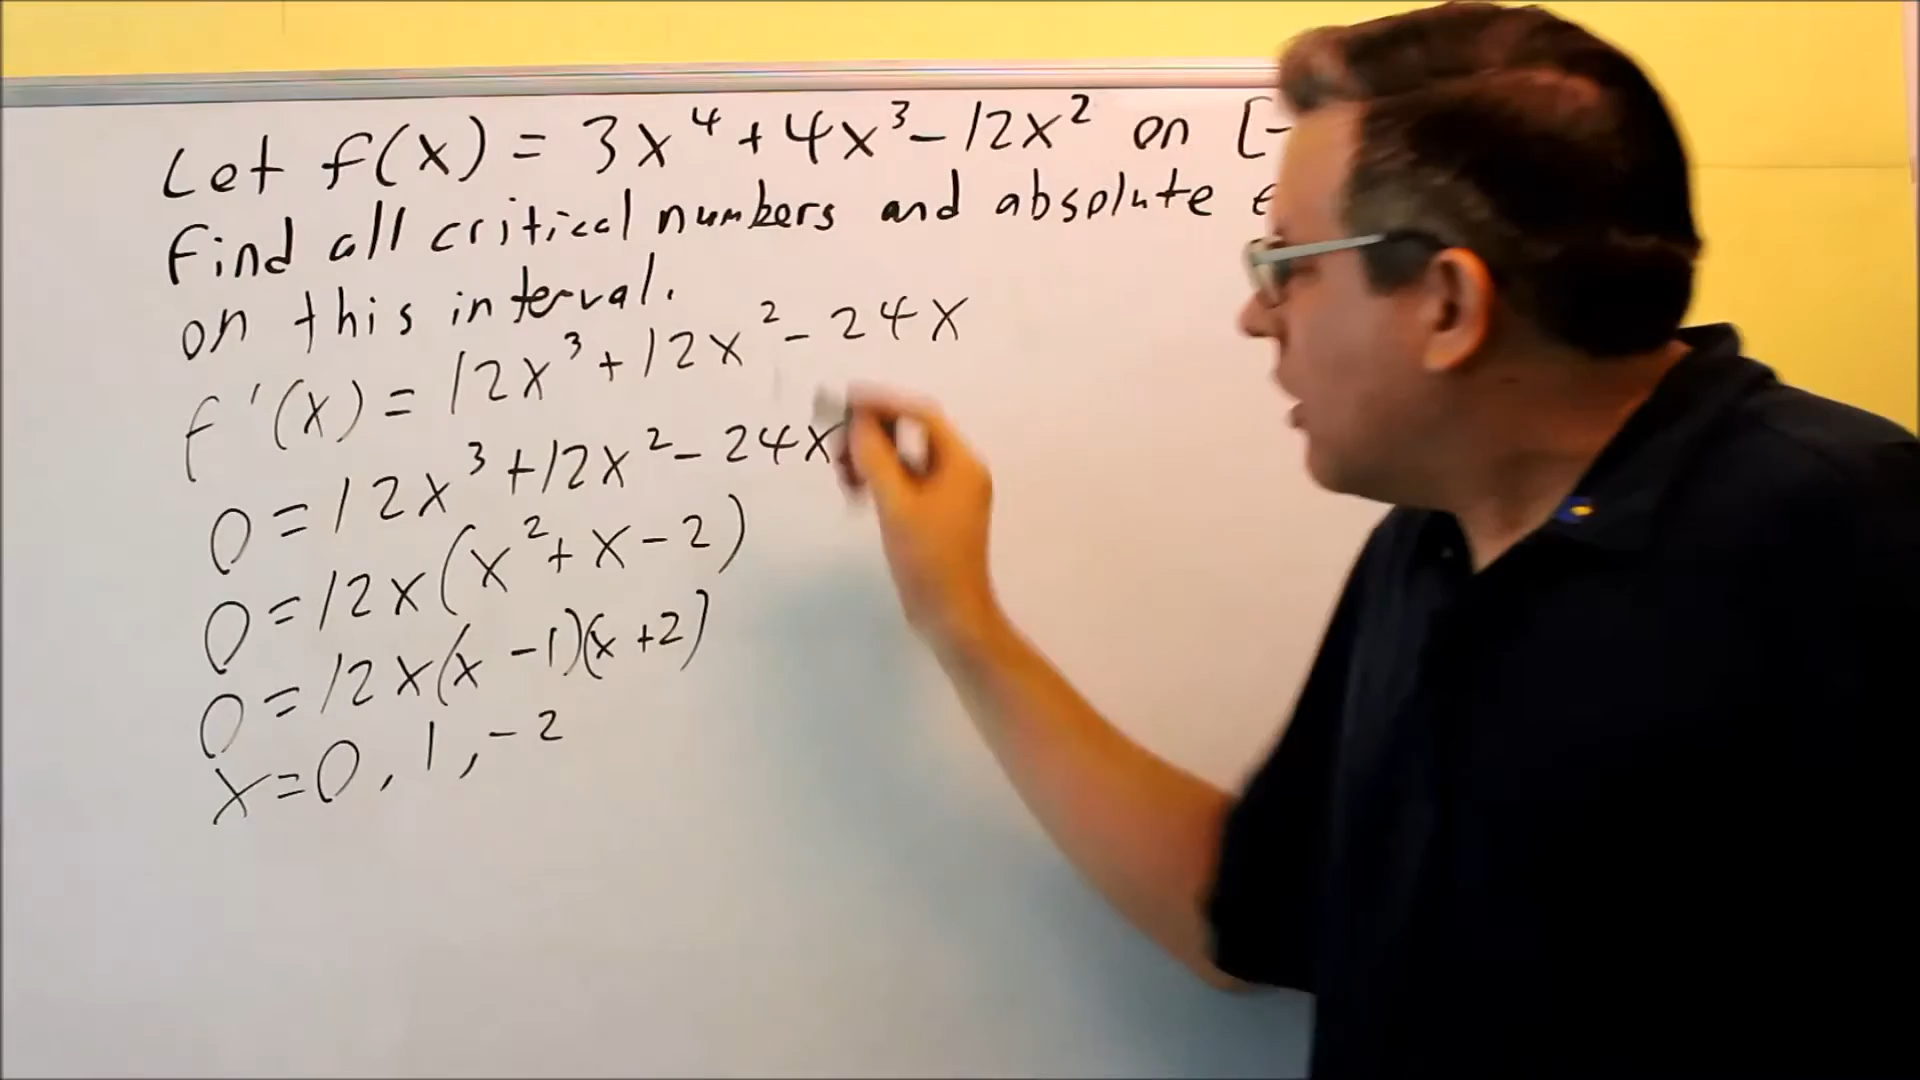 Let f(x) = 3x⁴ + 4x³ - 12x² on [-
Find all critical numbers and absolute
on this interval.
f'(x) = 12x³ + 12x² - 24x
0 = 12x³ + 12x² - 24x
0 = 12x(x² + x - 2)
0 = 12x(x - 1)(x + 2)
x = 0, 1, -2